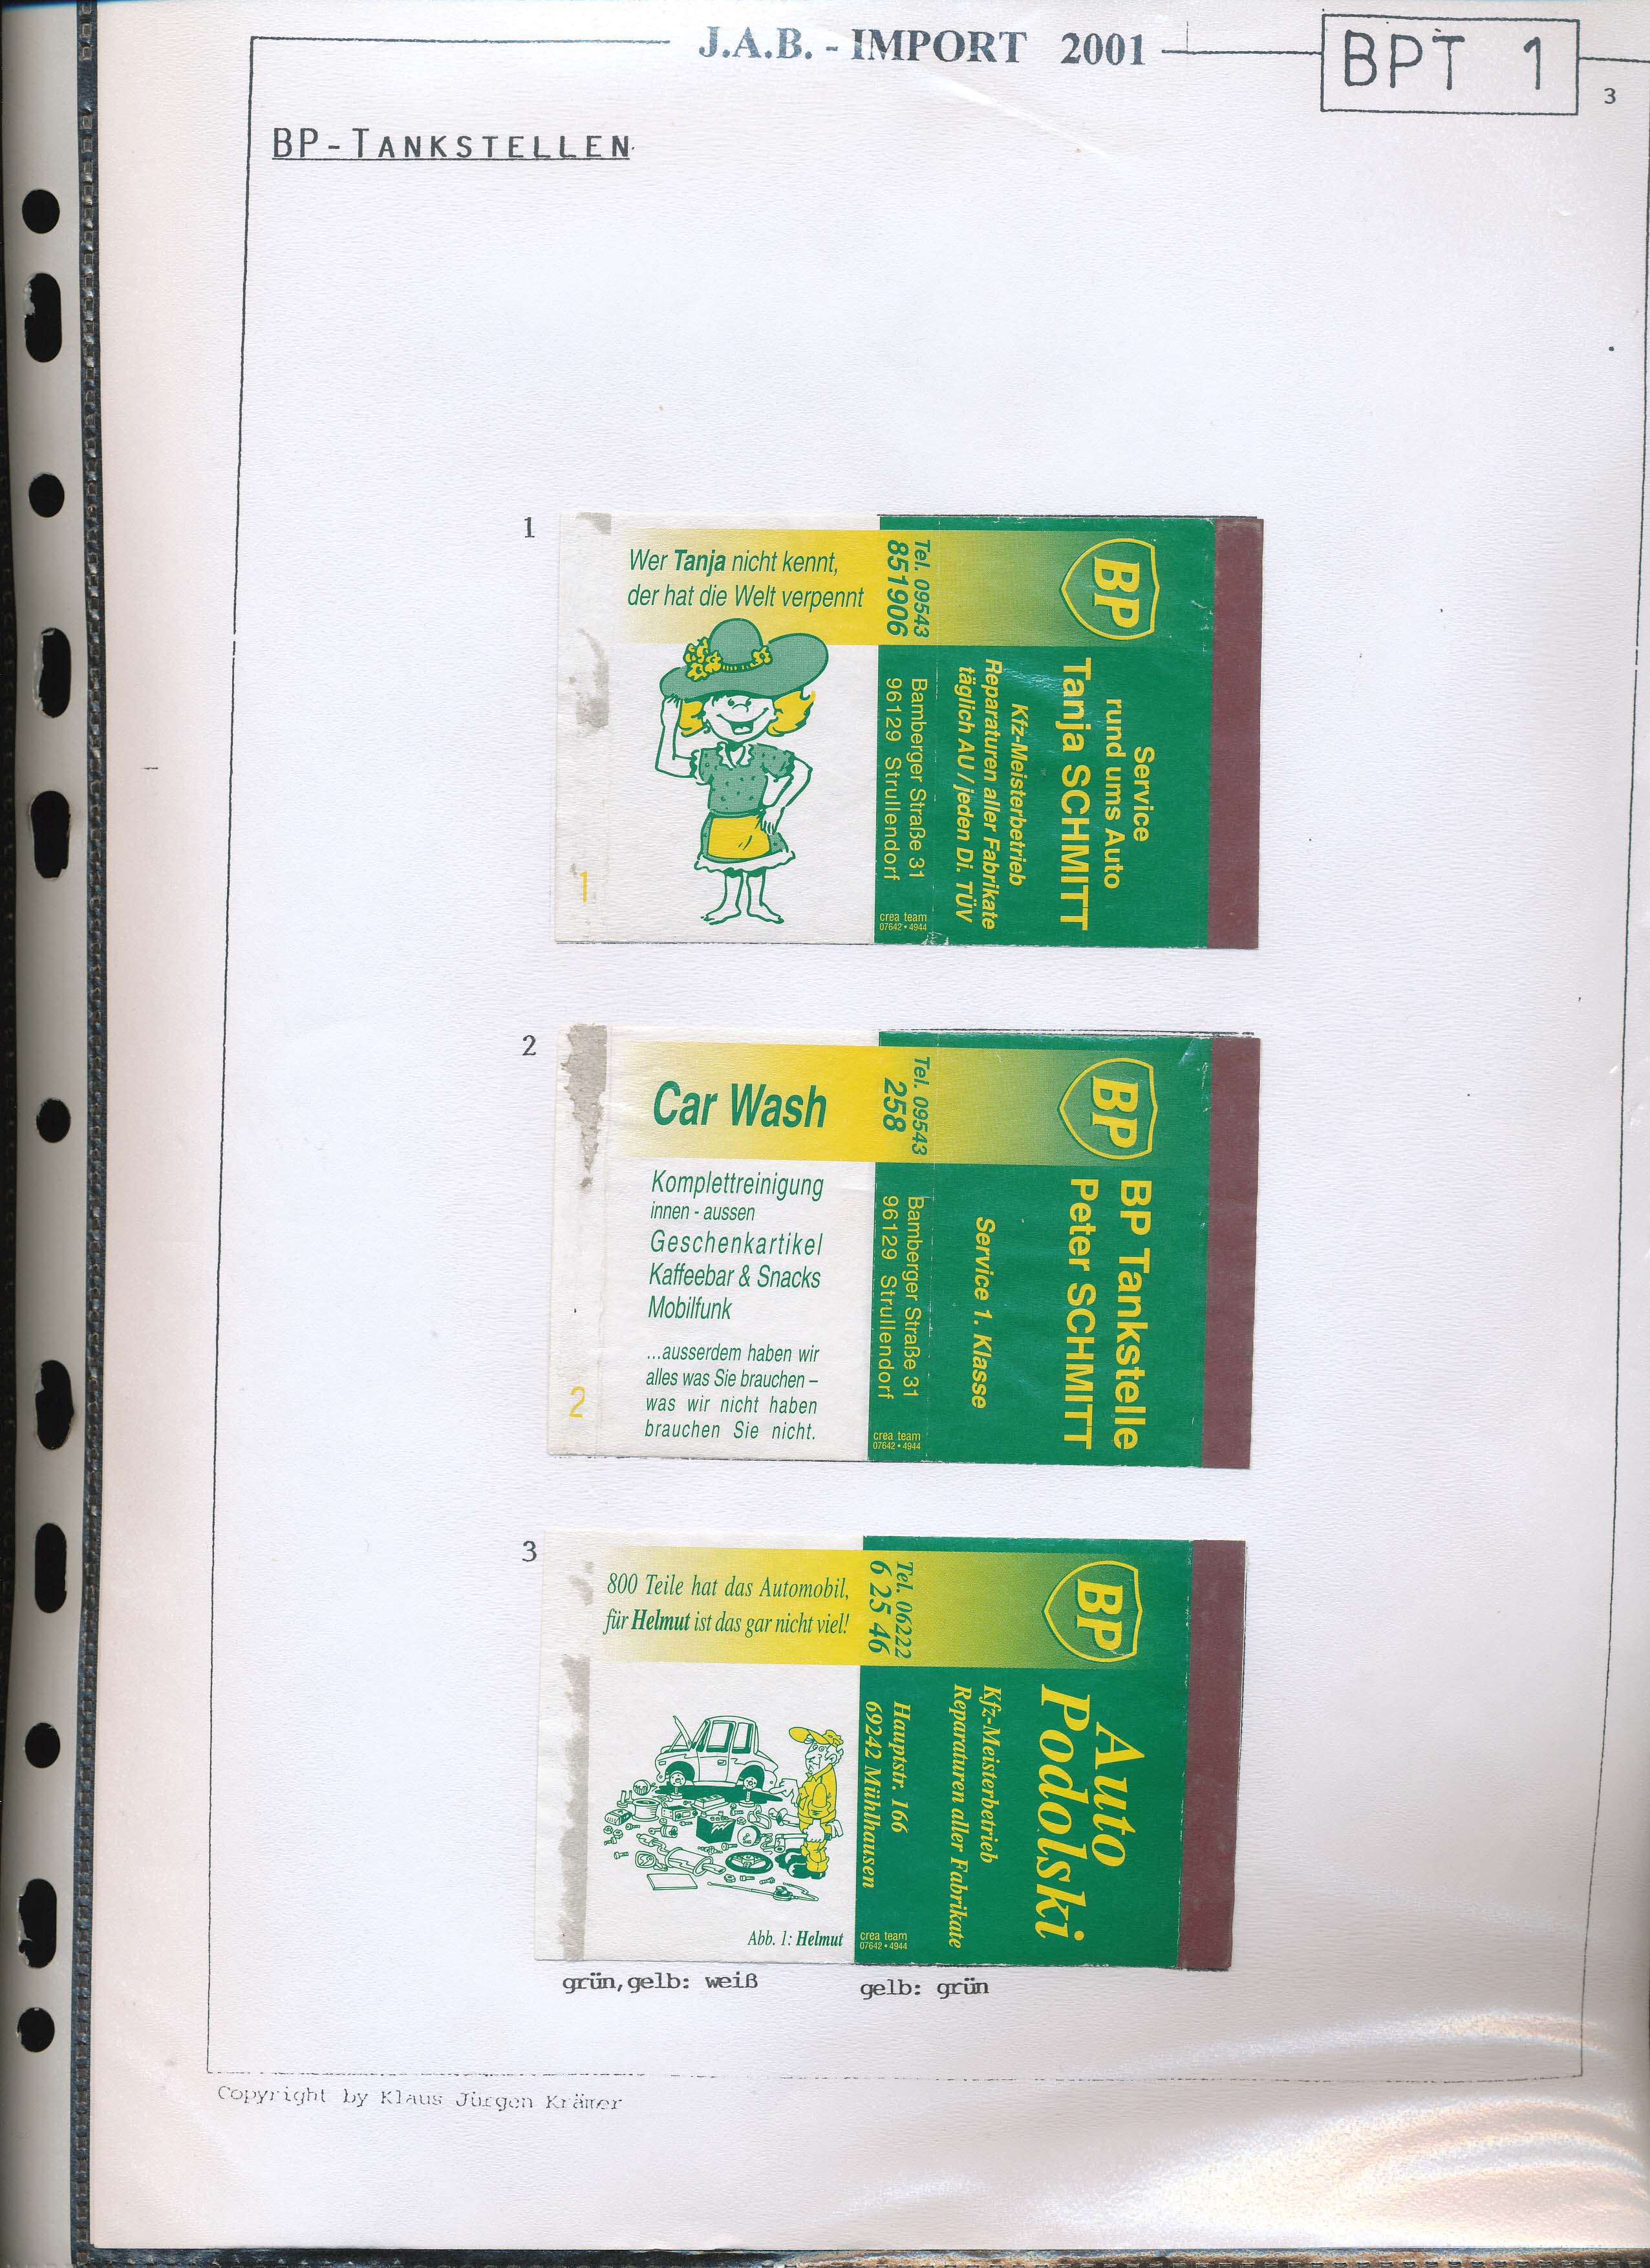 J.A.B. - IMPORT 2001
BPT 1
3
BP-TANKSTELLEN
1
Wer Tanja nicht kennt,
der hat die Welt verpennt
1
Tel. 09543
851906
Bamberger Straße 31
96129 Strullendorf
crea team
07642 • 4944
BP
Service
rund ums Auto
Tanja SCHMITT
Kfz-Meisterbetrieb
Reparaturen aller Fabrikate
täglich AU / jeden Di. TÜV
2
Car Wash
Komplettreinigung
innen - aussen
Geschenkartikel
Kaffeebar & Snacks
Mobilfunk
...ausserdem haben wir
alles was Sie brauchen –
was wir nicht haben
brauchen Sie nicht.
2
Tel. 09543
258
Bamberger Straße 31
96129 Strullendorf
crea team
07642 • 4944
BP
BP Tankstelle
Peter SCHMITT
Service 1. Klasse
3
800 Teile hat das Automobil,
für Helmut ist das gar nicht viel!
Abb. 1: Helmut
Tel. 06222
6 25 46
Hauptstr. 166
69242 Mühlhausen
crea team
07642 • 4944
BP
Auto
Podolski
Kfz-Meisterbetrieb
Reparaturen aller Fabrikate
grün,gelb: weiß
gelb: grün
Copyright by Klaus Jürgen Krämer